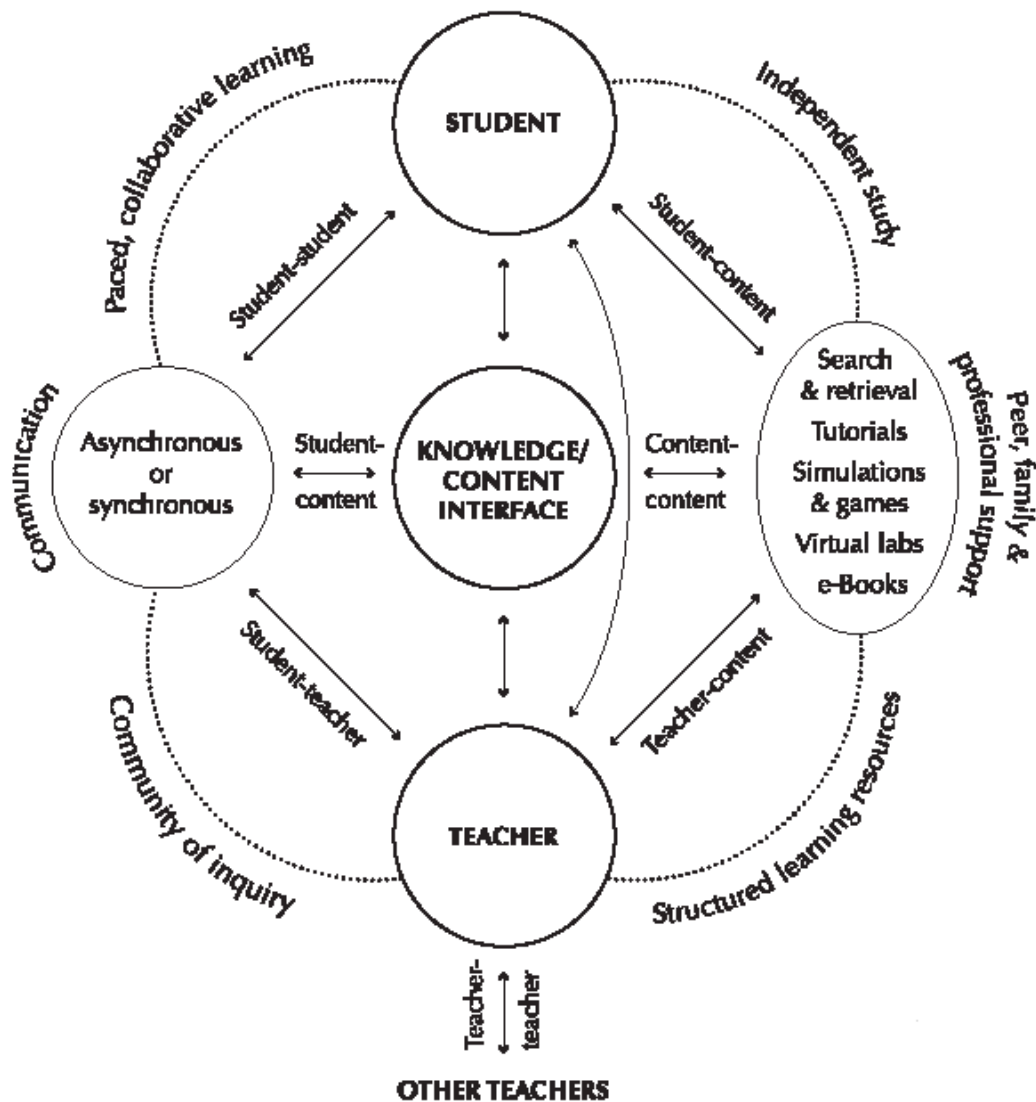 STUDENT
Paced, collaborative learning
Independent study
Student-student
Student-content
Communication
Asynchronous
or
synchronous
Student-
content
KNOWLEDGE/
CONTENT
INTERFACE
Content-
content
Search
& retrieval
Tutorials
Simulations
& games
Virtual labs
e-Books
Peer, family &
professional support
Student-teacher
Teacher-content
Community of inquiry
TEACHER
Structured learning resources
Teacher-
teacher
OTHER TEACHERS